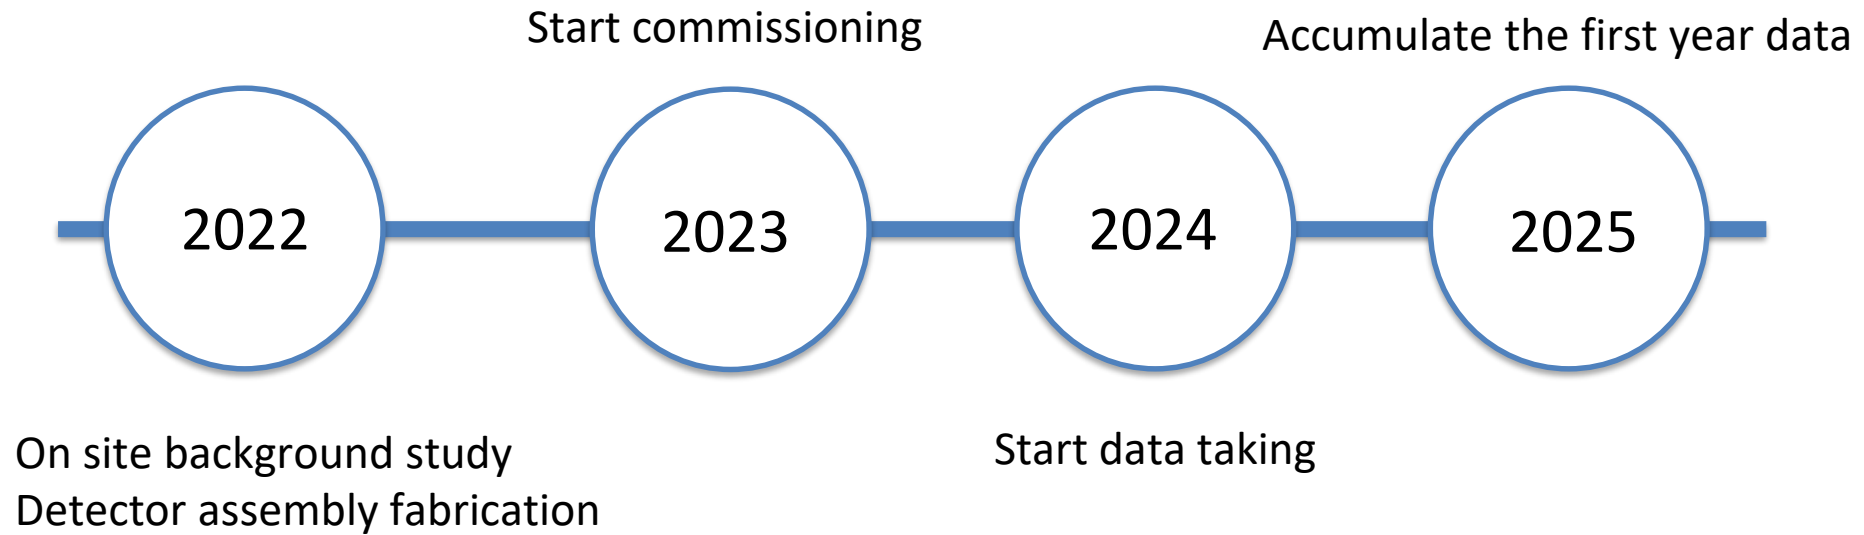 Start commissioning
Accumulate the first year data
2022
2023
2024
2025
On site background study
Detector assembly fabrication
Start data taking